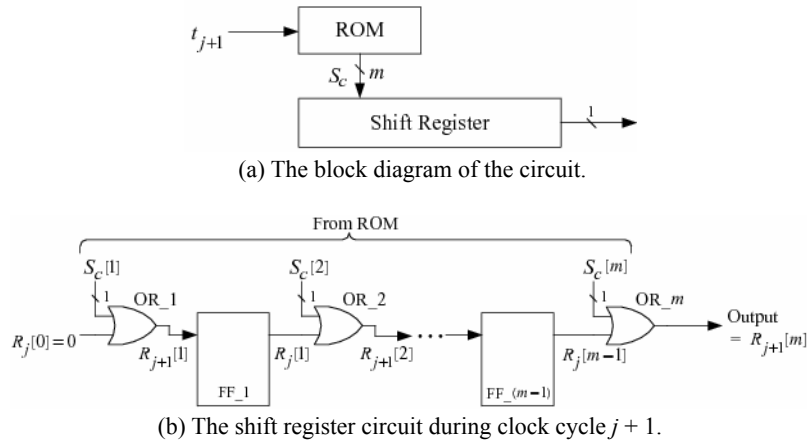 t_{j+1}
ROM
S_c m
Shift Register
1
(a) The block diagram of the circuit.
From ROM
S_c[1] S_c[2] S_c[m]
1 OR_1 1 OR_2 1 OR_m
R_j[0]=0 R_{j+1}[1] R_j[1] R_{j+1}[2] ··· R_j[m−1] Output = R_{j+1}[m]
FF_1 FF_(m−1)
(b) The shift register circuit during clock cycle j + 1.